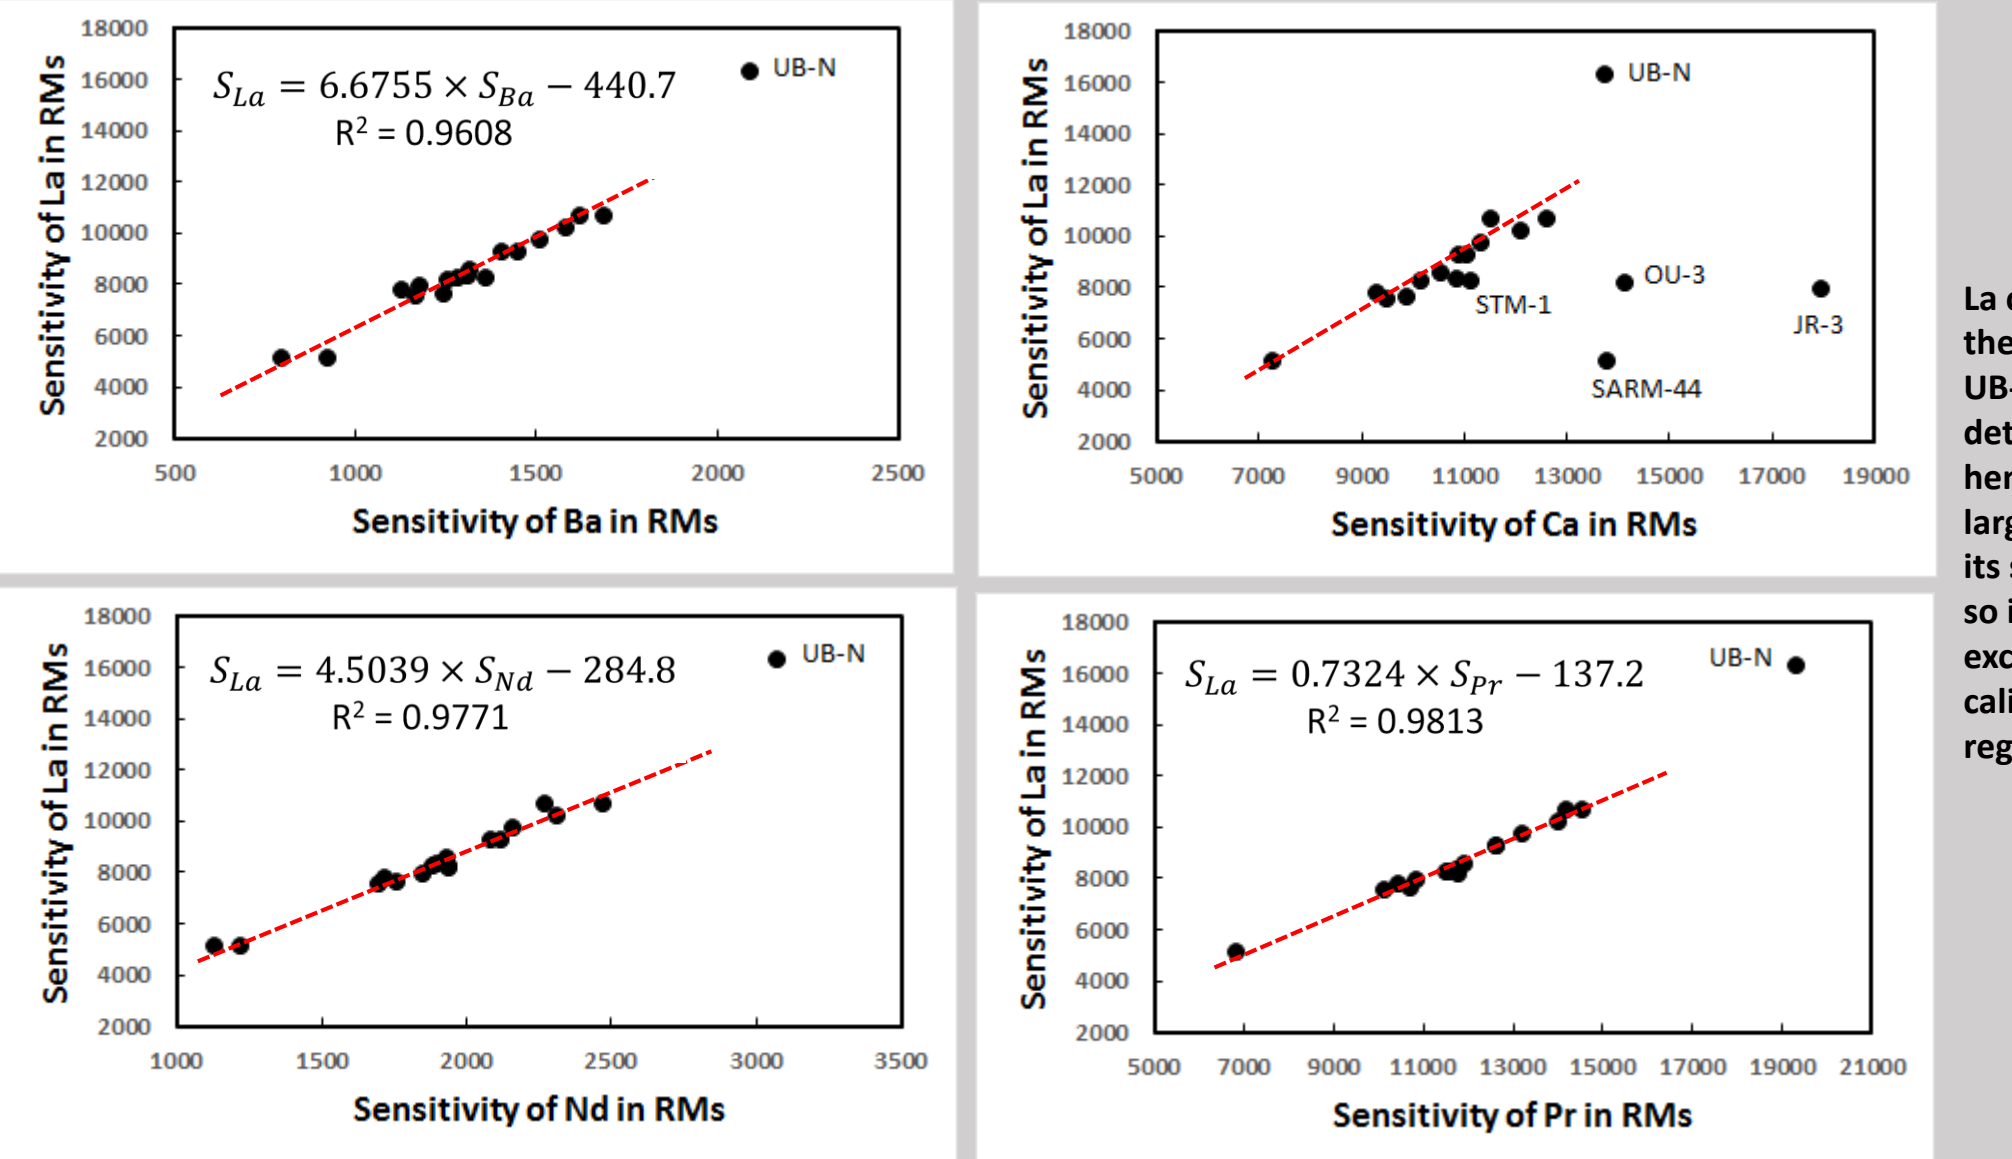 18000
16000
14000
12000
10000
8000
6000
4000
2000
500 1000 1500 2000 2500
Sensitivity of La in RMs
Sensitivity of Ba in RMs
S_La = 6.6755 × S_Ba − 440.7
R² = 0.9608
UB-N
18000
16000
14000
12000
10000
8000
6000
4000
2000
5000 7000 9000 11000 13000 15000 17000 19000
Sensitivity of La in RMs
Sensitivity of Ca in RMs
UB-N
OU-3
STM-1
JR-3
SARM-44
18000
16000
14000
12000
10000
8000
6000
4000
2000
1000 1500 2000 2500 3000 3500
Sensitivity of La in RMs
Sensitivity of Nd in RMs
S_La = 4.5039 × S_Nd − 284.8
R² = 0.9771
UB-N
18000
16000
14000
12000
10000
8000
6000
4000
2000
5000 7000 9000 11000 13000 15000 17000 19000 21000
Sensitivity of La in RMs
Sensitivity of Pr in RMs
S_La = 0.7324 × S_Pr − 137.2
R² = 0.9813
UB-N
La
the
UB-
det
her
larg
its
so i
exc
cali
reg